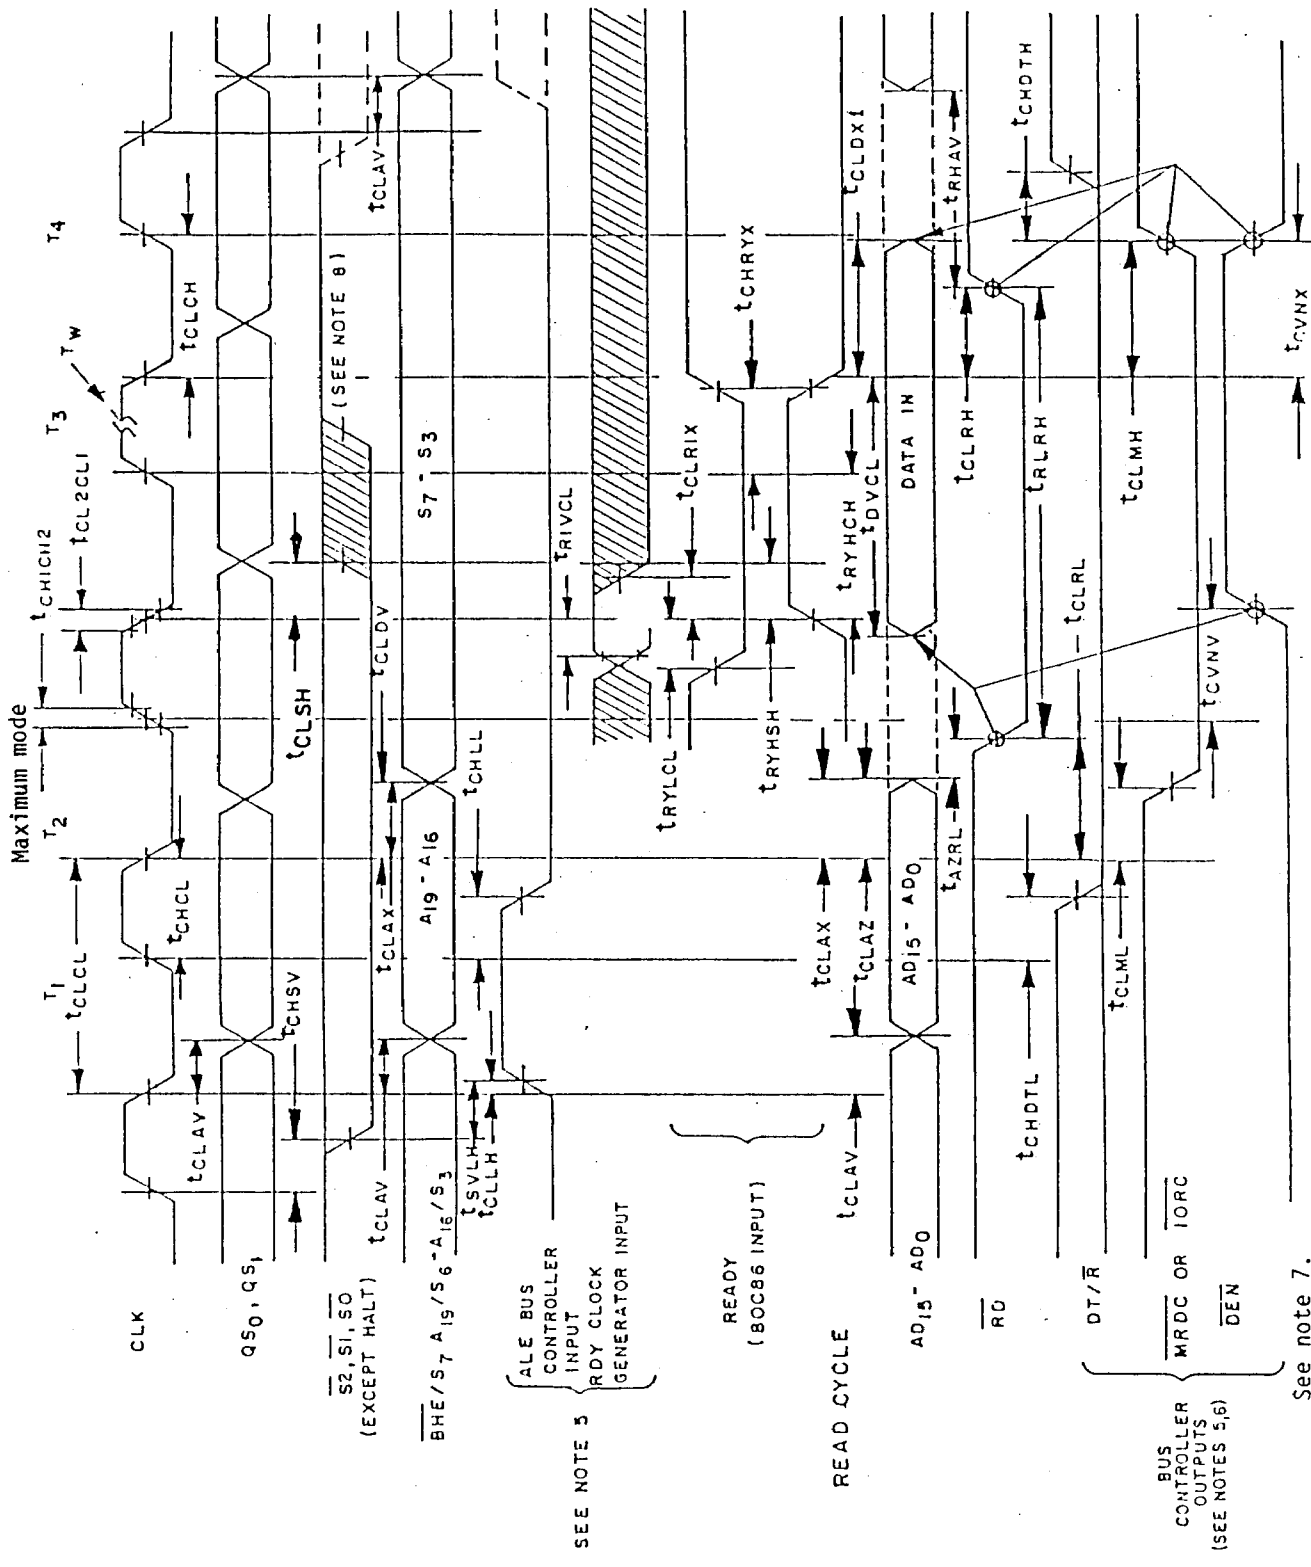 Maximum mode
T1
T2
T3
TW
T4
tCLCL
tCHCL
tCH1CH2
tCL2CL1
tCLCH
CLK
tCLAV
QS0, QS1
tCHSV
tCLSH
(SEE NOTE 8)
S2, S1, S0
(EXCEPT HALT)
tCLAV
tCLAX
tCLDV
tCLAV
BHE/S7 A19/S6-A16/S3
A19-A16
S7-S3
tSVLH
tCLLH
tCHLL
ALE BUS
CONTROLLER
INPUT
RDY CLOCK
GENERATOR INPUT
SEE NOTE 5
tR1VCL
tCLR1X
READY
(80C86 INPUT)
tRYLCL
tCHRYX
tRYHSH
tRYHCH
READ CYCLE
tCLAV
tCLAX
tCLAZ
tDVCL
tCLDX1
AD15-AD0
AD15-AD0
DATA IN
tAZRL
tRHAV
RD
tCLRH
tCLRL
tRLRH
DT/R
tCHDTL
tCHDTH
BUS
CONTROLLER
OUTPUTS
(SEE NOTES 5,6)
MRDC OR IORC
tCLML
tCLMH
DEN
tCVNV
tCVNX
See note 7.